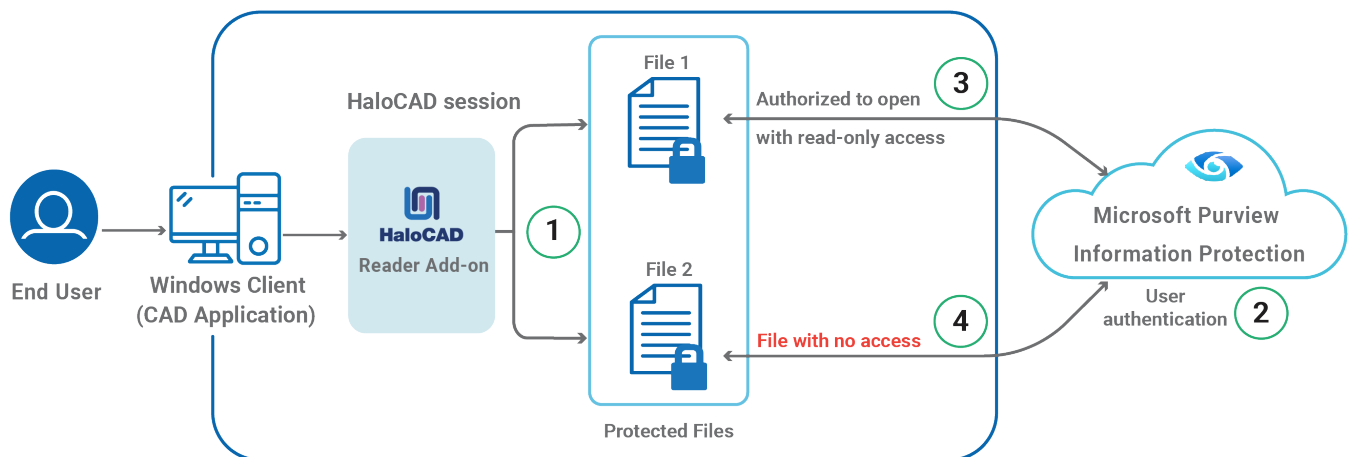 End User
Windows Client
(CAD Application)
HaloCAD session
HaloCAD
Reader Add-on
1
File 1
File 2
Protected Files
Authorized to open
with read-only access
3
File with no access
4
Microsoft Purview
Information Protection
User
authentication
2